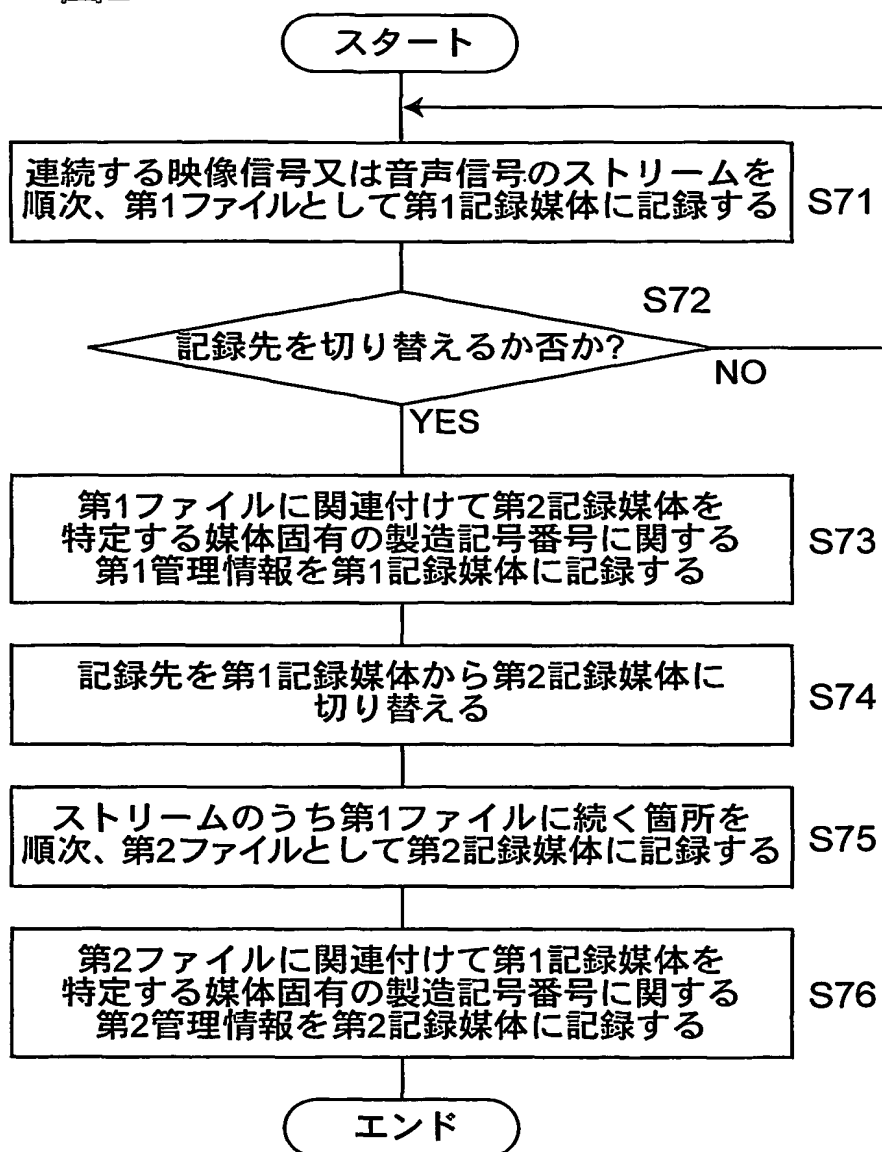 スタート
連続する映像信号又は音声信号のストリームを
順次、第1ファイルとして第1記録媒体に記録する
S71
S72
記録先を切り替えるか否か?
NO
YES
第1ファイルに関連付けて第2記録媒体を
特定する媒体固有の製造記号番号に関する
第1管理情報を第1記録媒体に記録する
S73
記録先を第1記録媒体から第2記録媒体に
切り替える
S74
ストリームのうち第1ファイルに続く箇所を
順次、第2ファイルとして第2記録媒体に記録する
S75
第2ファイルに関連付けて第1記録媒体を
特定する媒体固有の製造記号番号に関する
第2管理情報を第2記録媒体に記録する
S76
エンド